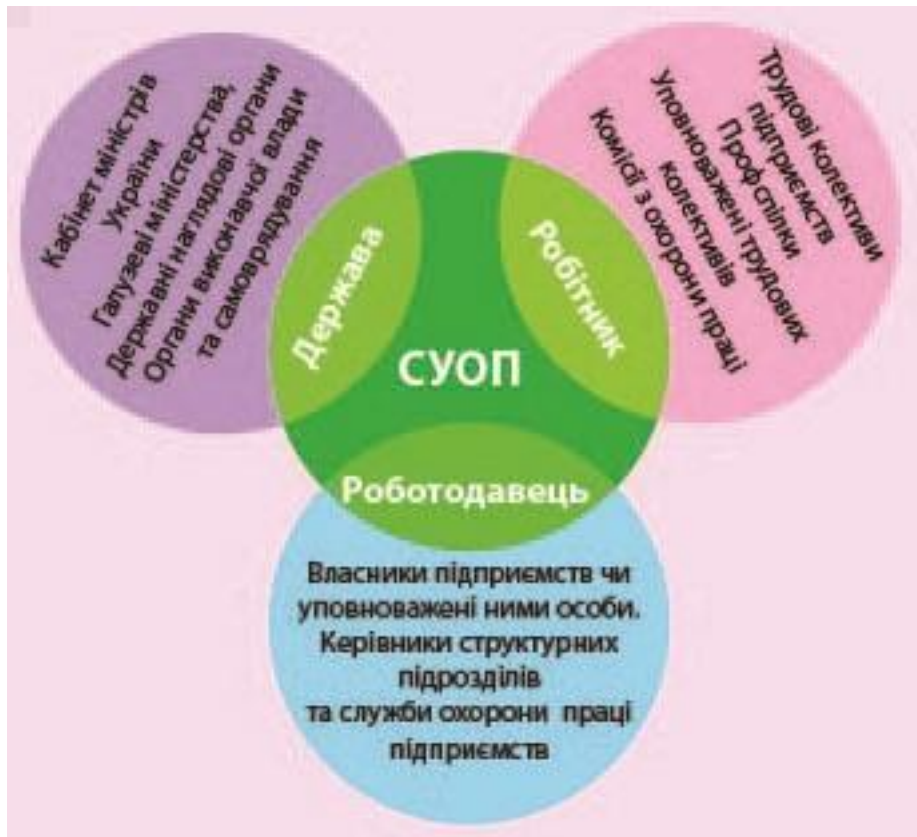 Кабінет міністрів
України
Галузеві міністерства,
Державні наглядові органи
Органи виконавчої влади
та самоврядування
Держава
Трудові колективи
підприємств
Профспілки
Уповноважені трудових
колективів
Комісії з охорони праці
Робітник
СУОП
Роботодавець
Власники підприємств чи
уповноважені ними особи.
Керівники структурних
підрозділів
та служби охорони праці
підприємств